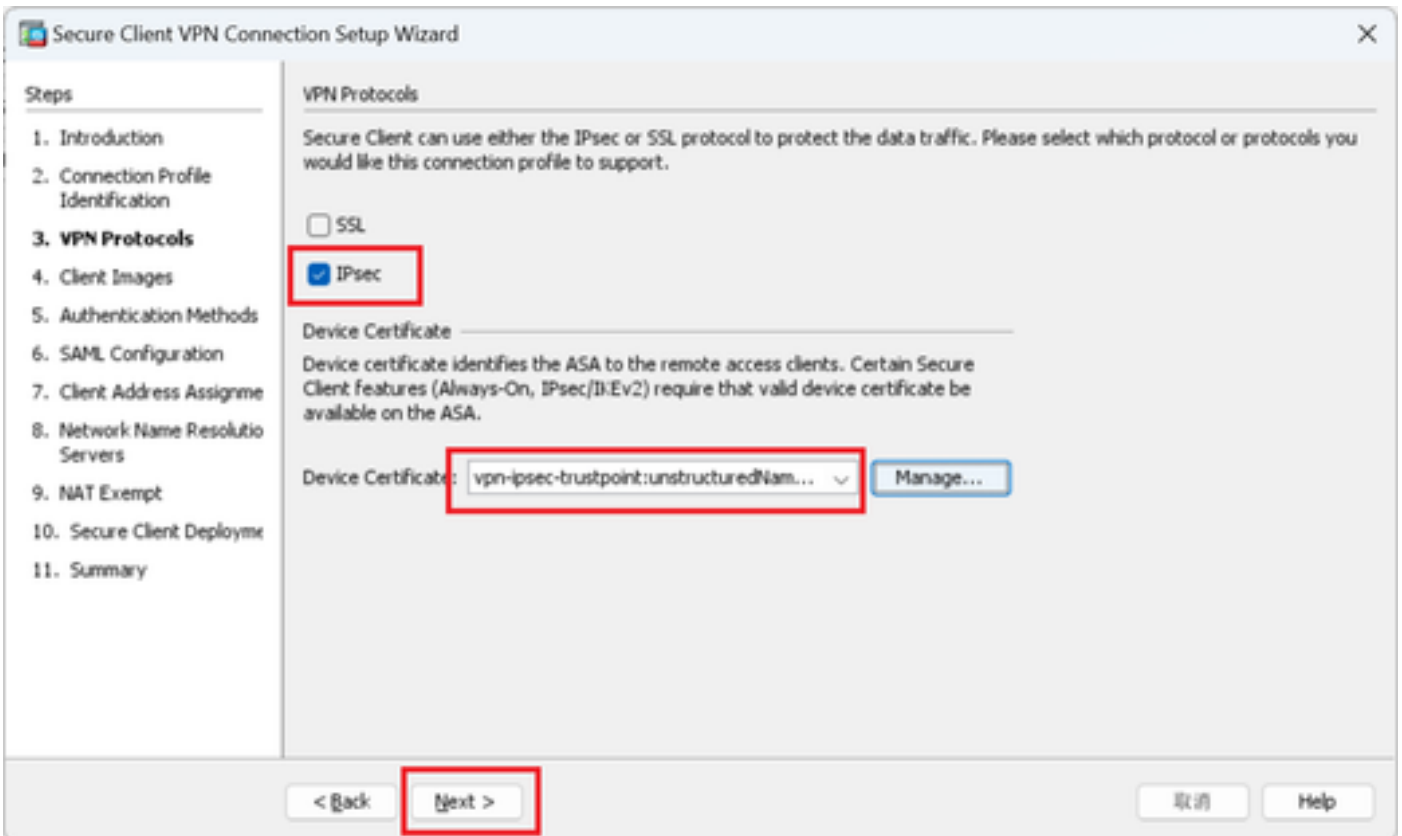 Secure Client VPN Connection Setup Wizard
Steps
1. Introduction
2. Connection Profile
Identification
3. VPN Protocols
4. Client Images
5. Authentication Methods
6. SAML Configuration
7. Client Address Assignme
8. Network Name Resolutio
Servers
9. NAT Exempt
10. Secure Client Deployme
11. Summary
VPN Protocols
Secure Client can use either the IPsec or SSL protocol to protect the data traffic. Please select which protocol or protocols you
would like this connection profile to support.
SSL
IPsec
Device Certificate
Device certificate identifies the ASA to the remote access clients. Certain Secure
Client features (Always-On, IPsec/IKEv2) require that valid device certificate be
available on the ASA.
Device Certificate: vpn-ipsec-trustpoint:unstructuredNam... Manage...
< Back Next > 取消 Help